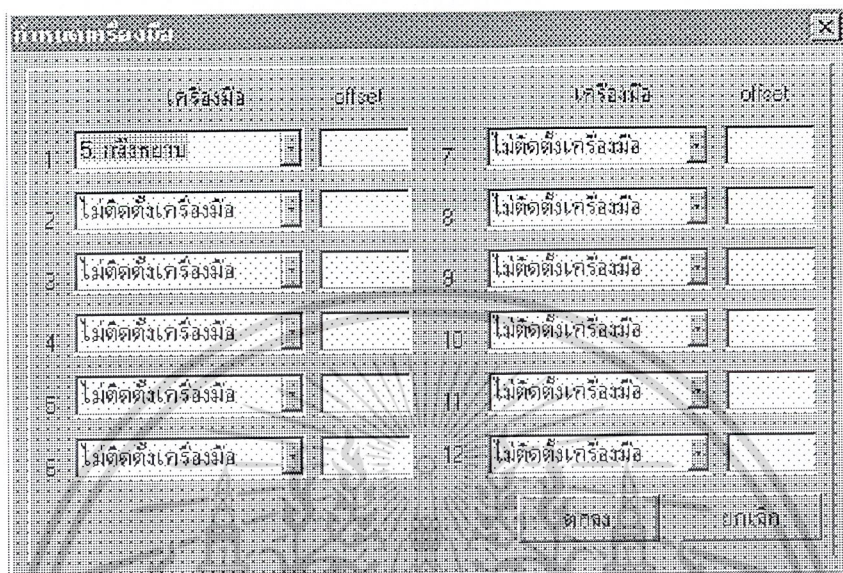 กำหนดเครื่องมือ
เครื่องมือ offset เครื่องมือ offset
1 5. กลึงหยาบ 7 ไม่ติดตั้งเครื่องมือ
2 ไม่ติดตั้งเครื่องมือ 8 ไม่ติดตั้งเครื่องมือ
3 ไม่ติดตั้งเครื่องมือ 9 ไม่ติดตั้งเครื่องมือ
4 ไม่ติดตั้งเครื่องมือ 10 ไม่ติดตั้งเครื่องมือ
5 ไม่ติดตั้งเครื่องมือ 11 ไม่ติดตั้งเครื่องมือ
6 ไม่ติดตั้งเครื่องมือ 12 ไม่ติดตั้งเครื่องมือ
ตกลง ยกเลิก